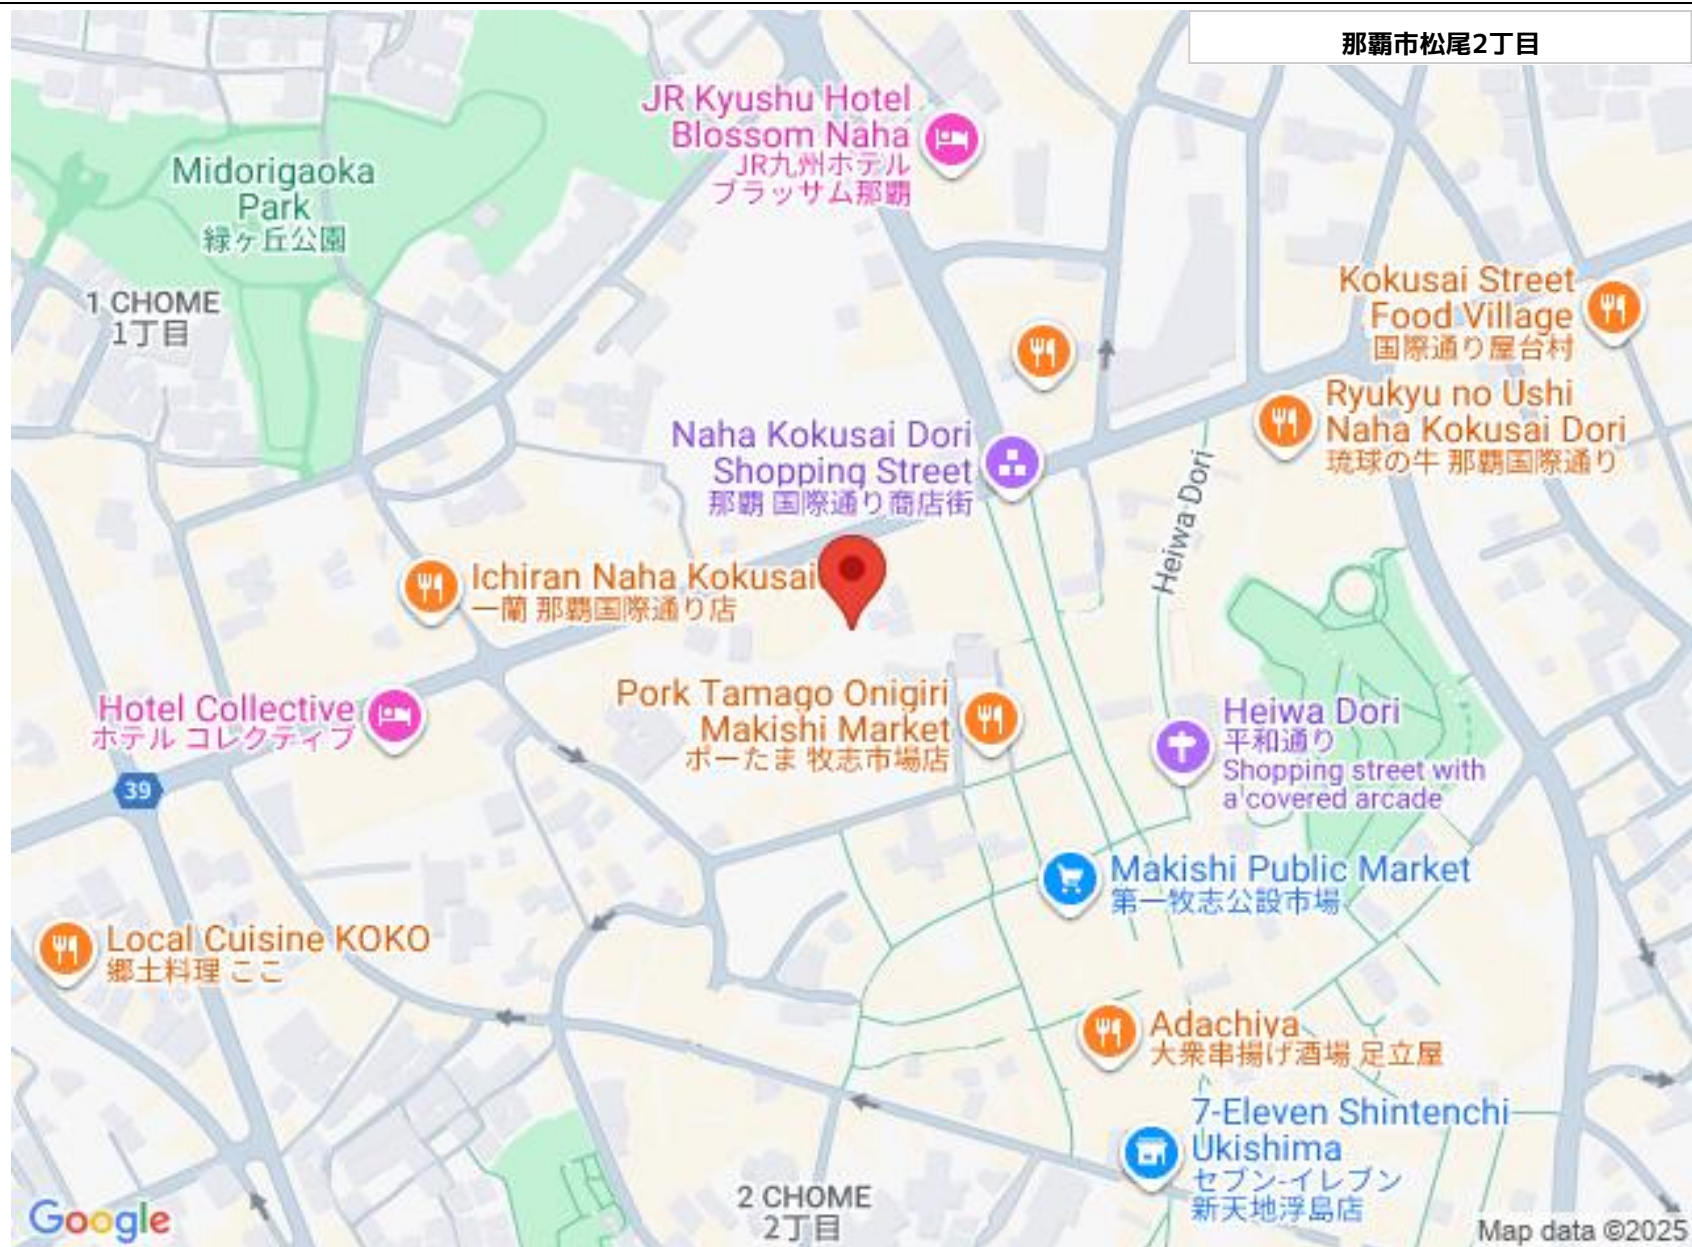 那覇市松尾2丁目
JR Kyushu Hotel
Blossom Naha
JR九州ホテル
ブラッサム那覇
Midorigaoka
Park
緑ヶ丘公園
1 CHOME
1丁目
Kokusai Street
Food Village
国際通り屋台村
Ryukyu no Ushi
Naha Kokusai Dori
琉球の牛 那覇国際通り
Naha Kokusai Dori
Shopping Street
那覇 国際通り商店街
Heiwa Dori
Ichiran Naha Kokusai
一蘭 那覇国際通り店
Pork Tamago Onigiri
Makishi Market
ポーたま 牧志市場店
Hotel Collective
ホテル コレクティブ
Heiwa Dori
平和通り
Shopping street with
a covered arcade
39
Makishi Public Market
第一牧志公設市場
Local Cuisine KOKO
郷土料理 ここ
Adachiya
大衆串揚げ酒場 足立屋
7-Eleven Shintenchi
Ukishima
セブン-イレブン
新天地浮島店
2 CHOME
2丁目
Google
Map data ©2025